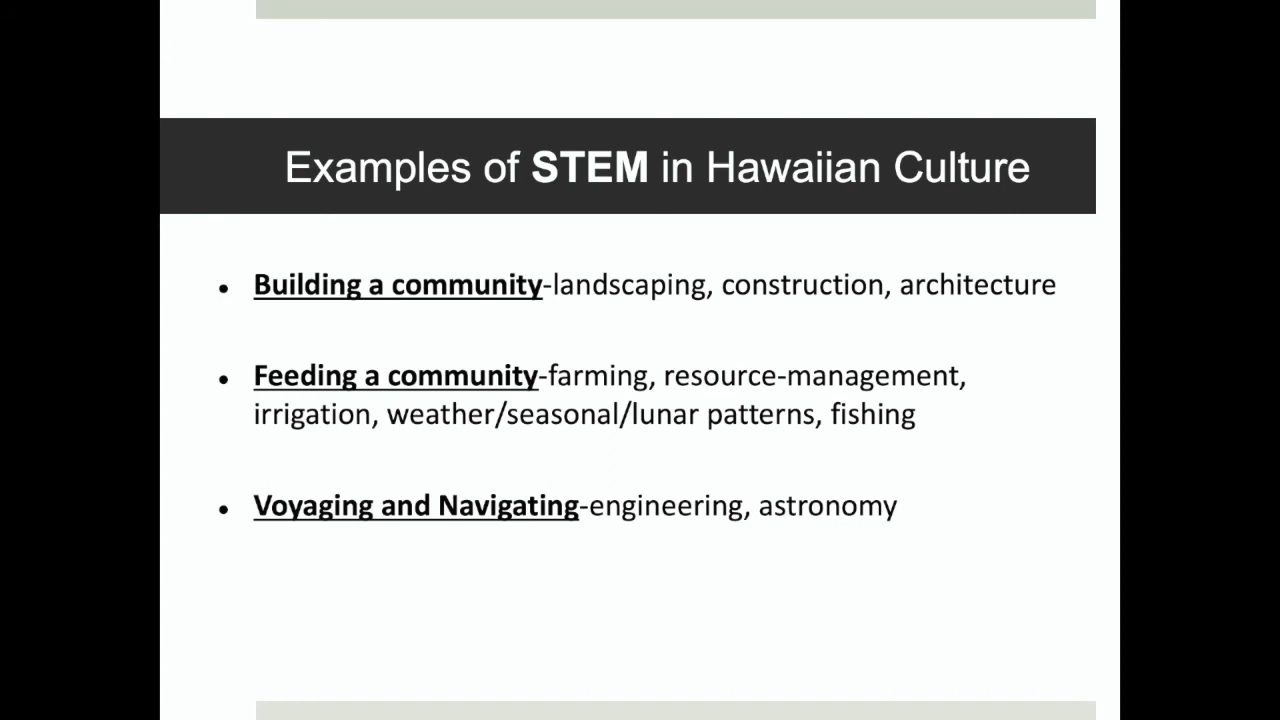 Examples of STEM in Hawaiian Culture
• Building a community-landscaping, construction, architecture
• Feeding a community-farming, resource-management,
irrigation, weather/seasonal/lunar patterns, fishing
• Voyaging and Navigating-engineering, astronomy